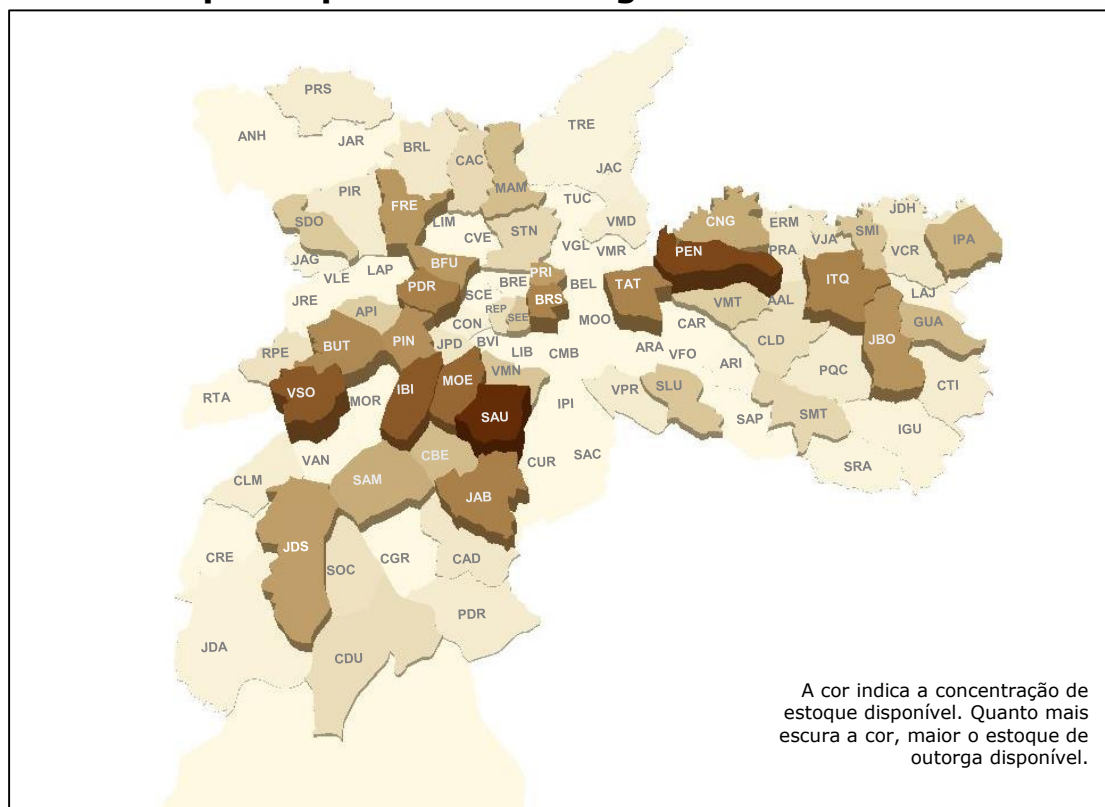 PRS
ANH
JAR
BRL
CAC
TRE
JAC
MAM
PIR
FRE
SDO
LIM
CVE
STN
TUC
VMD
CNG
ERM
VJA
SMI
JDH
IPA
VCR
JAG
VLE
LAP
BFU
VGL
VMR
PEN
PRA
PRI
BRE
BEL
TAT
ITQ
LAJ
JRE
PDR
SCE
BRS
REP
SEE
MOO
VMT
AAL
GUA
API
CON
CAR
CLD
JBO
RPE
BUT
PIN
JPD
BVI
LIB
CMB
ARA
VFO
ARI
PQC
CTI
VSO
RTA
MOR
IBI
MOE
VMN
SAU
IPI
VPR
SLU
SAP
SMT
IGU
SRA
VAN
CLM
SAM
CBE
CUR
SAC
JAB
CRE
JDS
SOC
CGR
CAD
PDR
JDA
CDU
A cor indica a concentração de
estoque disponível. Quanto mais
escura a cor, maior o estoque de
outorga disponível.